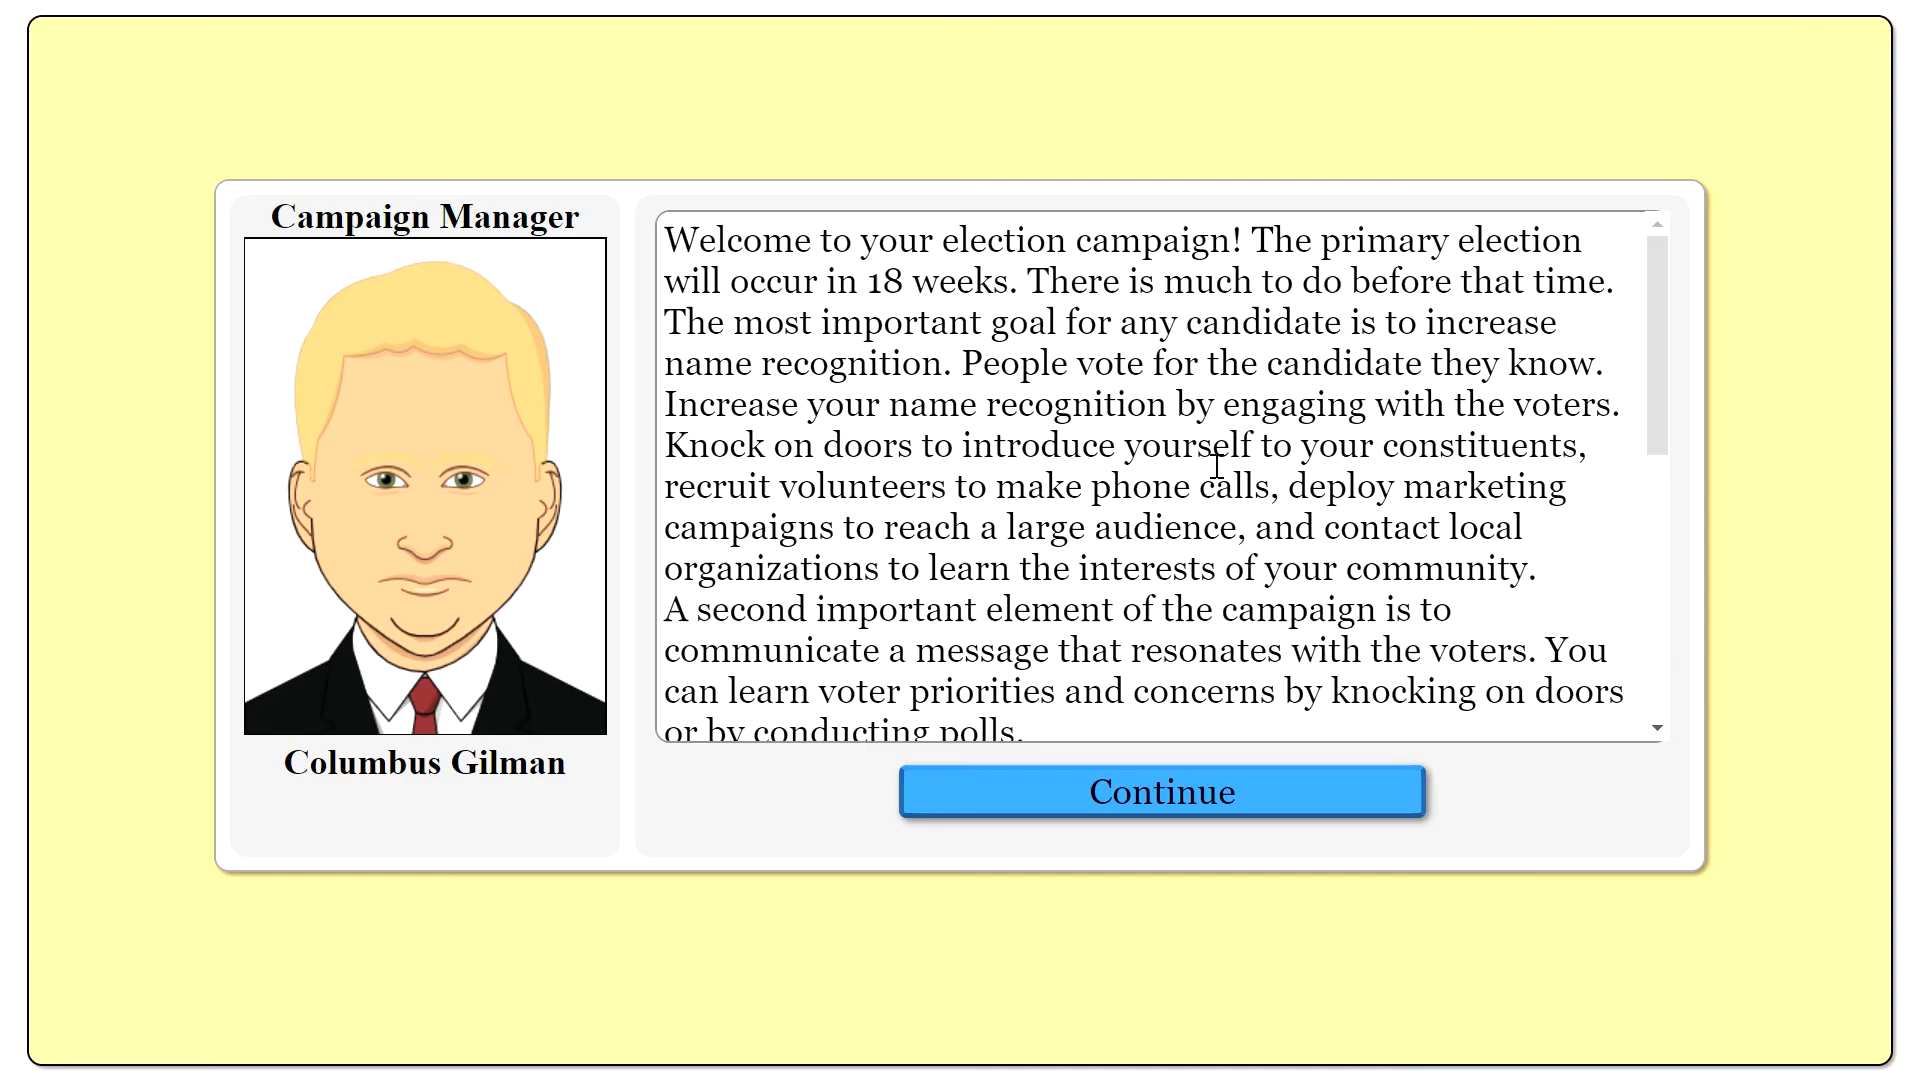 Campaign Manager
Columbus Gilman
Welcome to your election campaign! The primary election
will occur in 18 weeks. There is much to do before that time.
The most important goal for any candidate is to increase
name recognition. People vote for the candidate they know.
Increase your name recognition by engaging with the voters.
Knock on doors to introduce yourself to your constituents,
recruit volunteers to make phone calls, deploy marketing
campaigns to reach a large audience, and contact local
organizations to learn the interests of your community.
A second important element of the campaign is to
communicate a message that resonates with the voters. You
can learn voter priorities and concerns by knocking on doors
or by conducting polls.
Continue